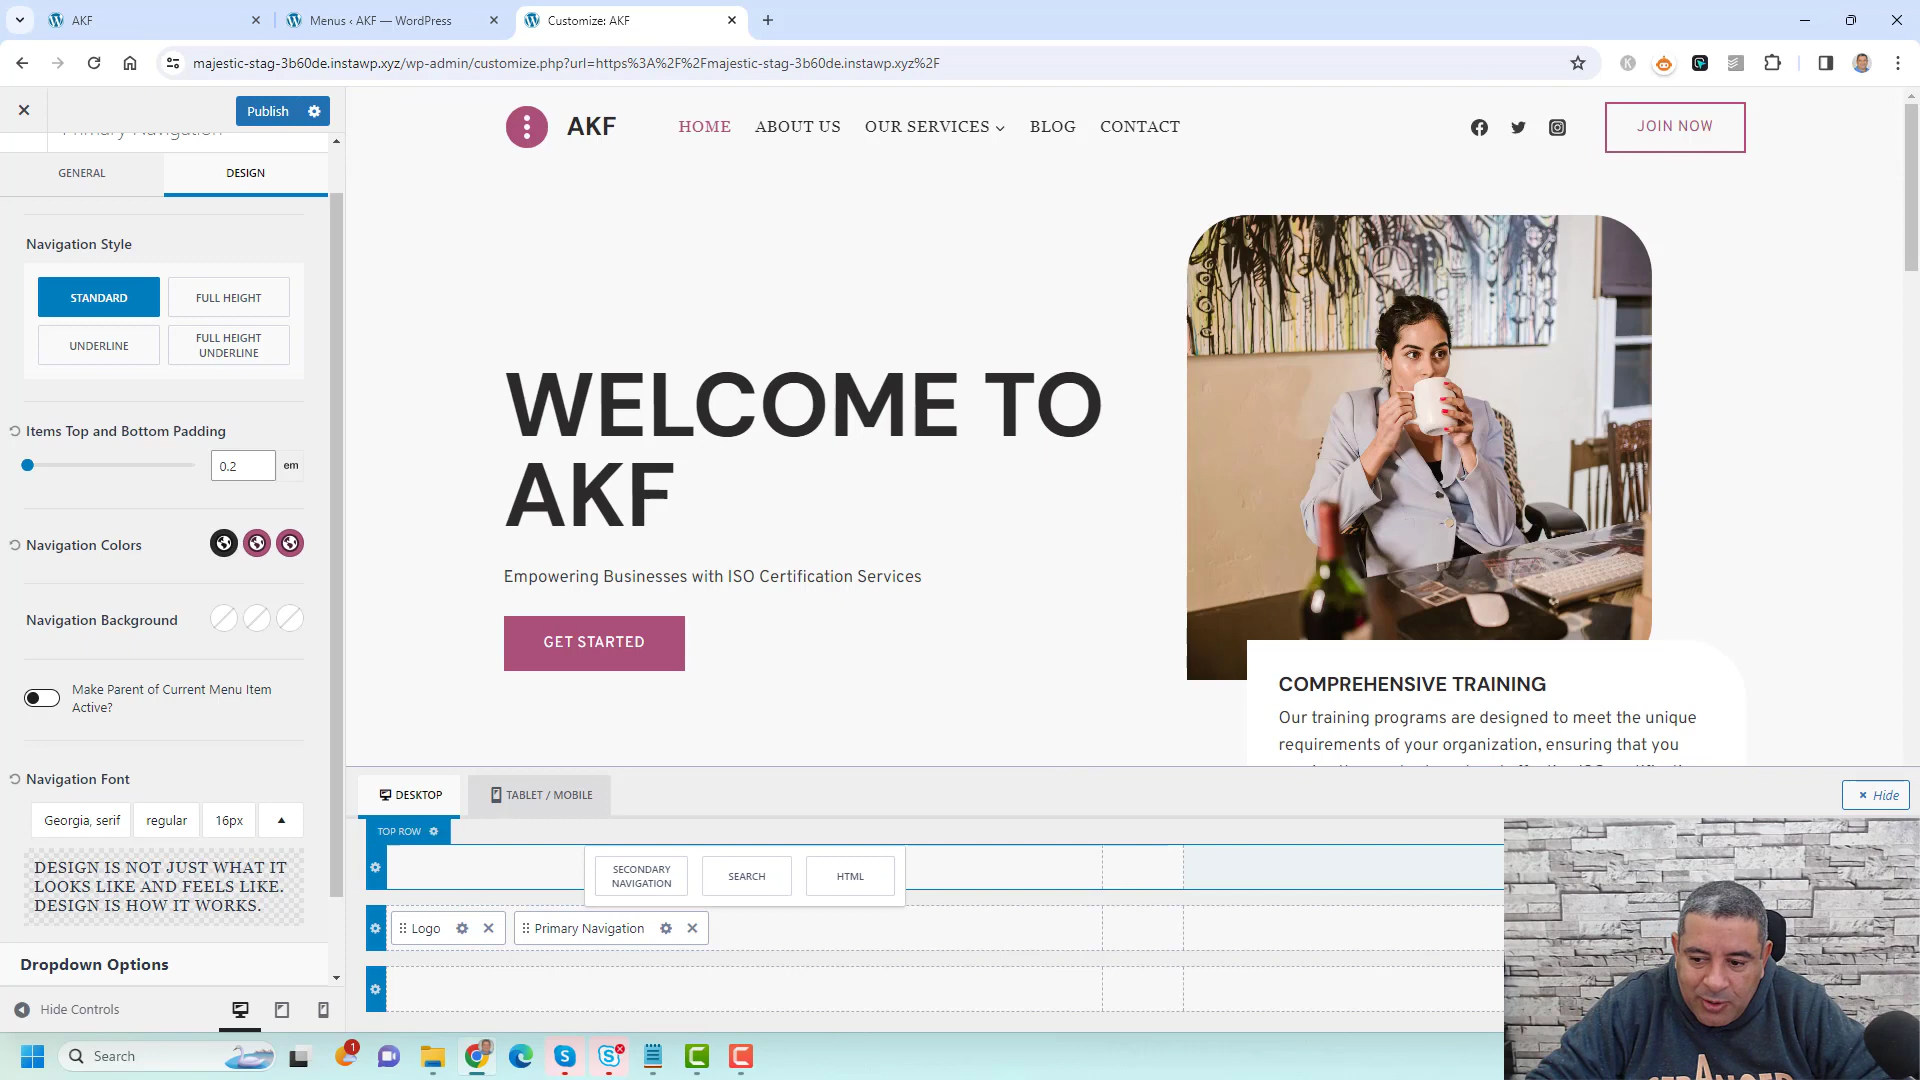 AKF
Menus ‹ AKF — WordPress
Customize: AKF
majestic-stag-3b60de.instawp.xyz/wp-admin/customize.php?url=https%3A%2F%2Fmajestic-stag-3b60de.instawp.xyz%2F
Publish
Primary Navigation
GENERAL
DESIGN
Navigation Style
STANDARD
FULL HEIGHT
UNDERLINE
FULL HEIGHT
UNDERLINE
Items Top and Bottom Padding
0.2
em
Navigation Colors
Navigation Background
Make Parent of Current Menu Item
Active?
Navigation Font
Georgia, serif
regular
16px
DESIGN IS NOT JUST WHAT IT
LOOKS LIKE AND FEELS LIKE.
DESIGN IS HOW IT WORKS.
Dropdown Options
Hide Controls
AKF
HOME
ABOUT US
OUR SERVICES
BLOG
CONTACT
JOIN NOW
WELCOME TO
AKF
Empowering Businesses with ISO Certification Services
GET STARTED
COMPREHENSIVE TRAINING
Our training programs are designed to meet the unique
requirements of your organization, ensuring that you
DESKTOP
TABLET / MOBILE
× Hide
TOP ROW
SECONDARY
NAVIGATION
SEARCH
HTML
Logo
Primary Navigation
Search
1